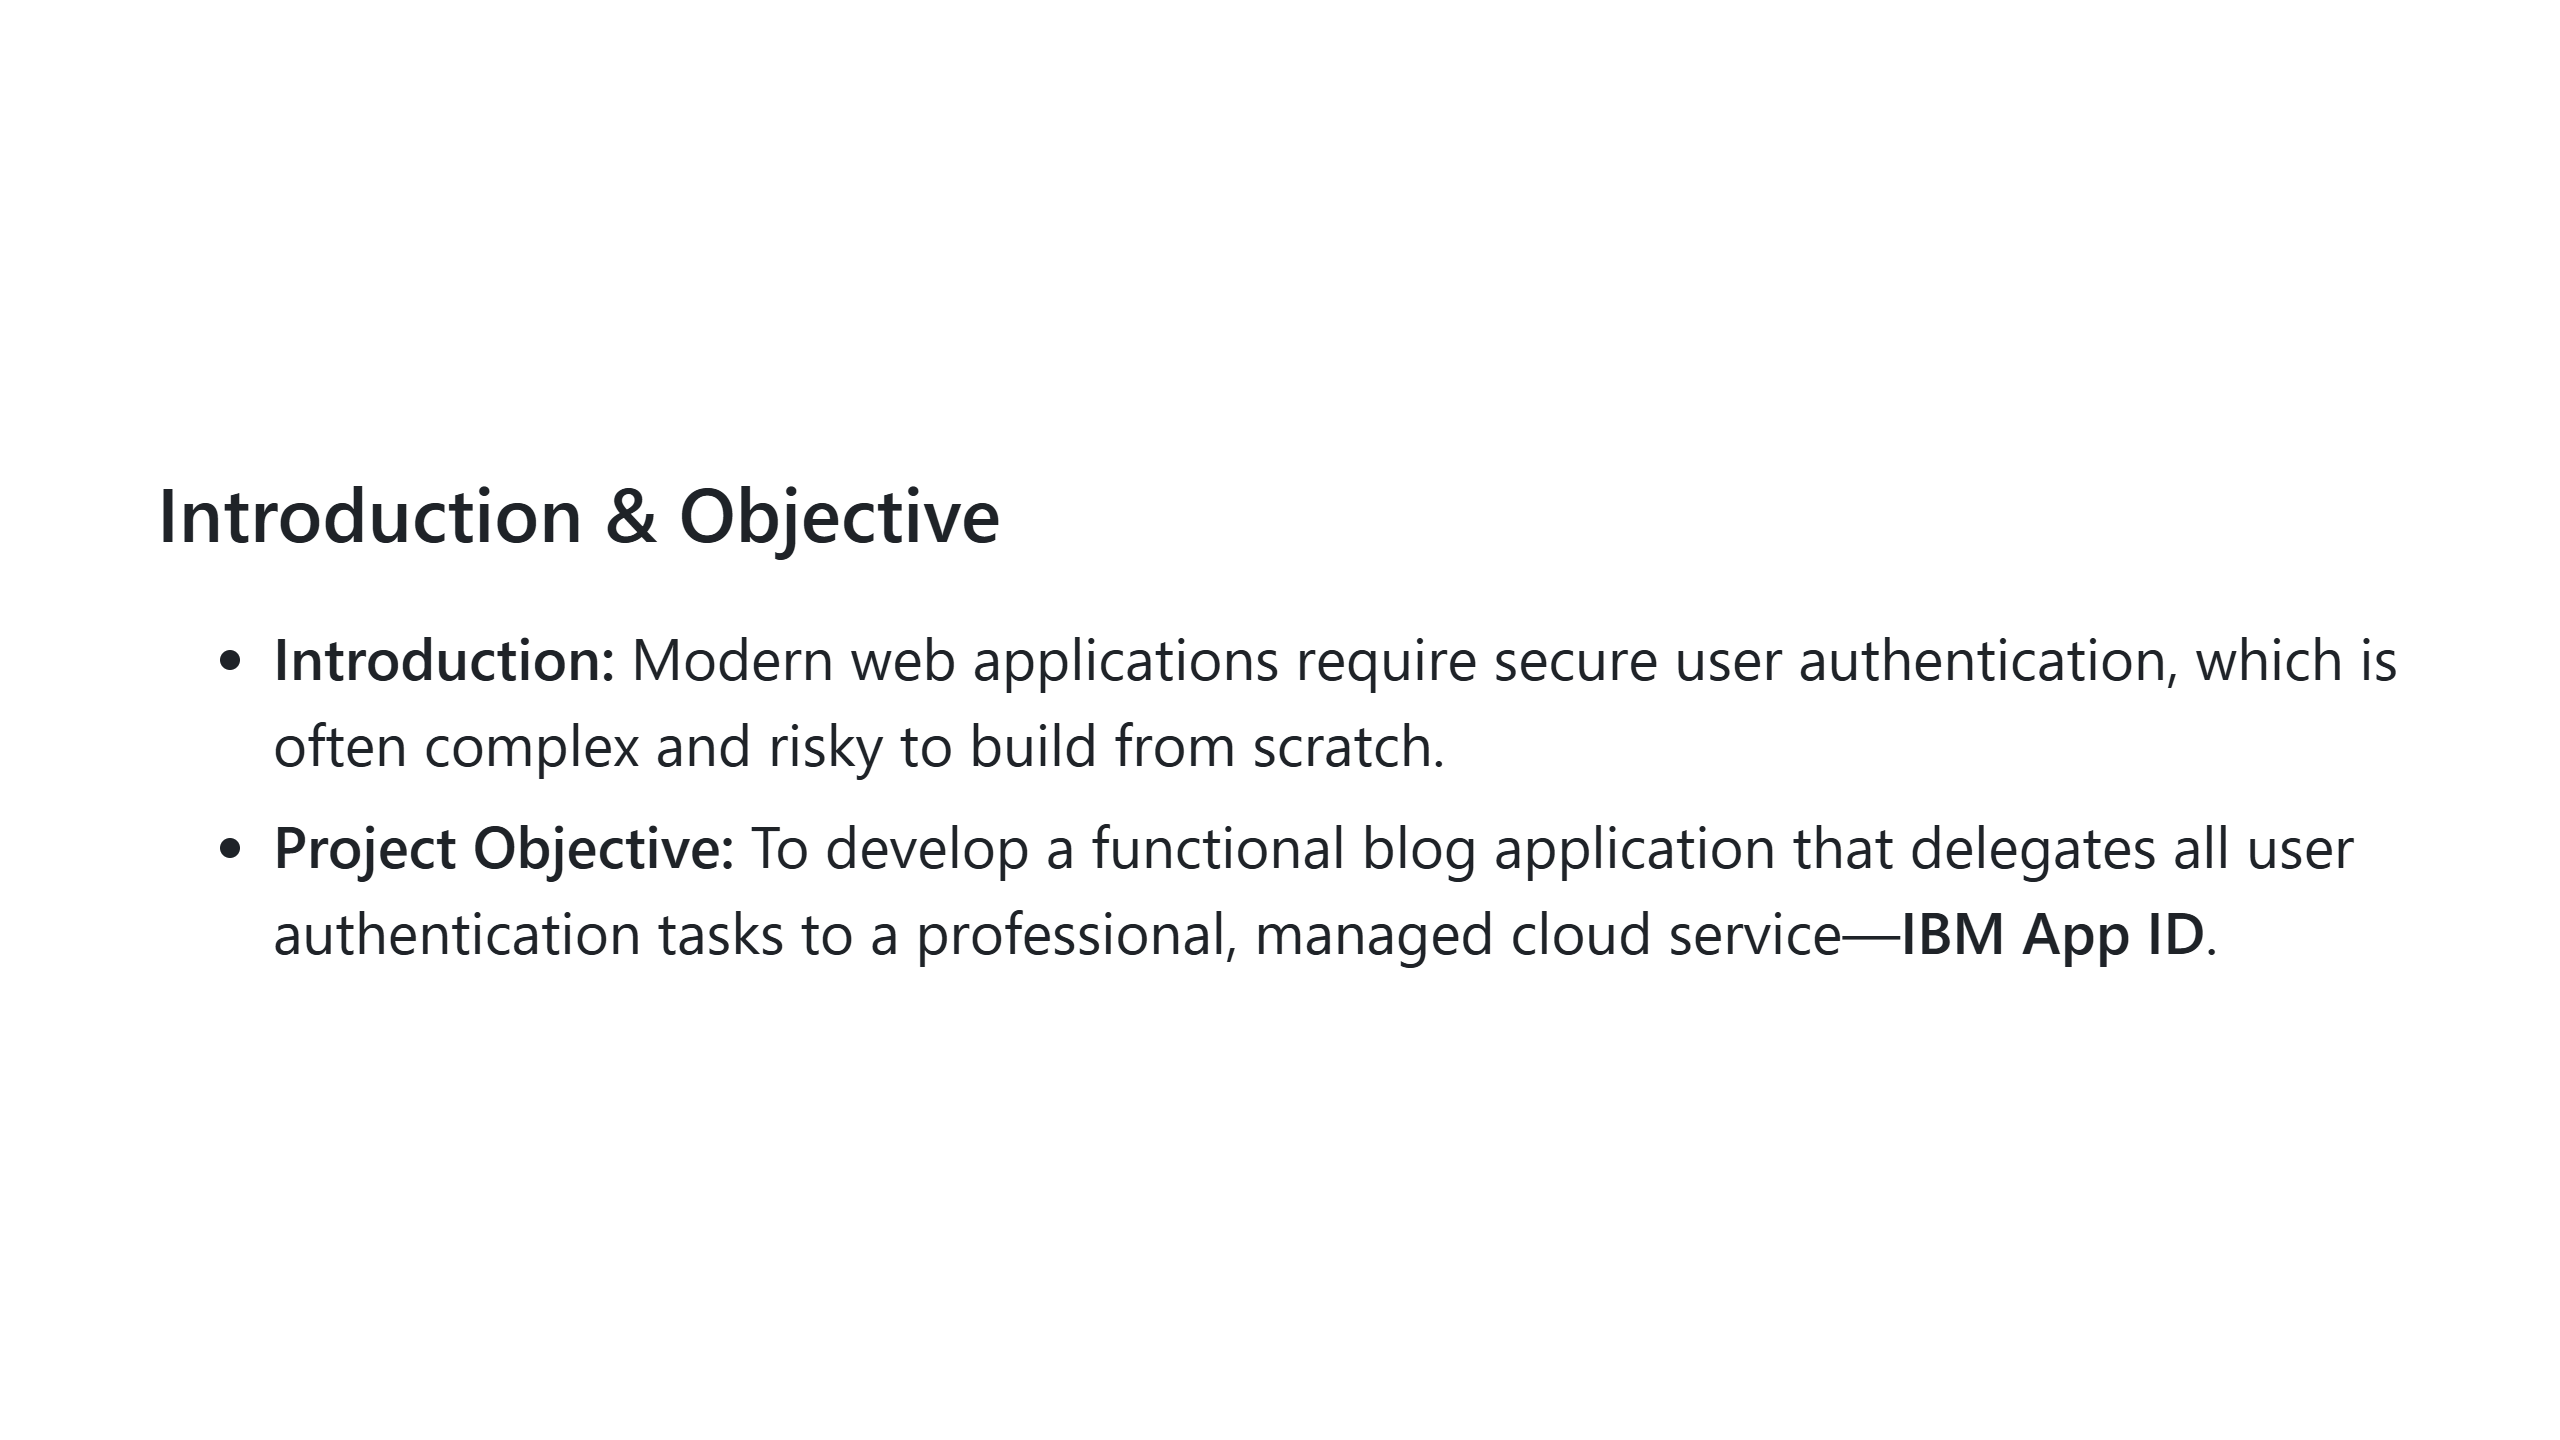 Introduction & Objective
• Introduction: Modern web applications require secure user authentication, which is
often complex and risky to build from scratch.
• Project Objective: To develop a functional blog application that delegates all user
authentication tasks to a professional, managed cloud service—IBM App ID.